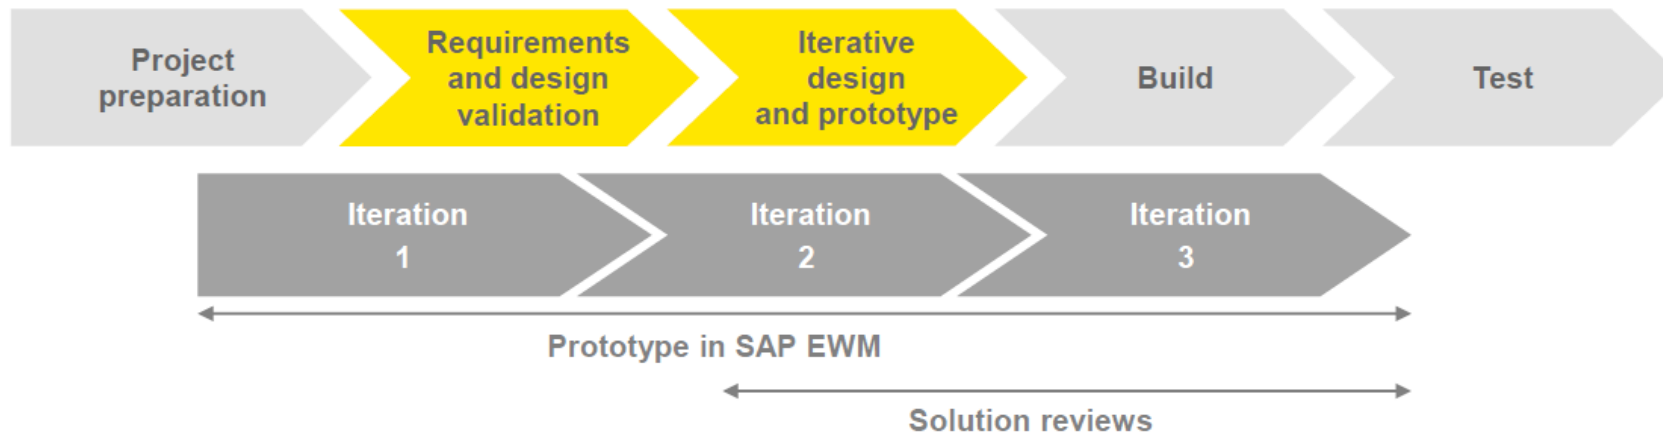 Project
preparation
Requirements
and design
validation
Iterative
design
and prototype
Build
Test
Iteration
1
Iteration
2
Iteration
3
Prototype in SAP EWM
Solution reviews